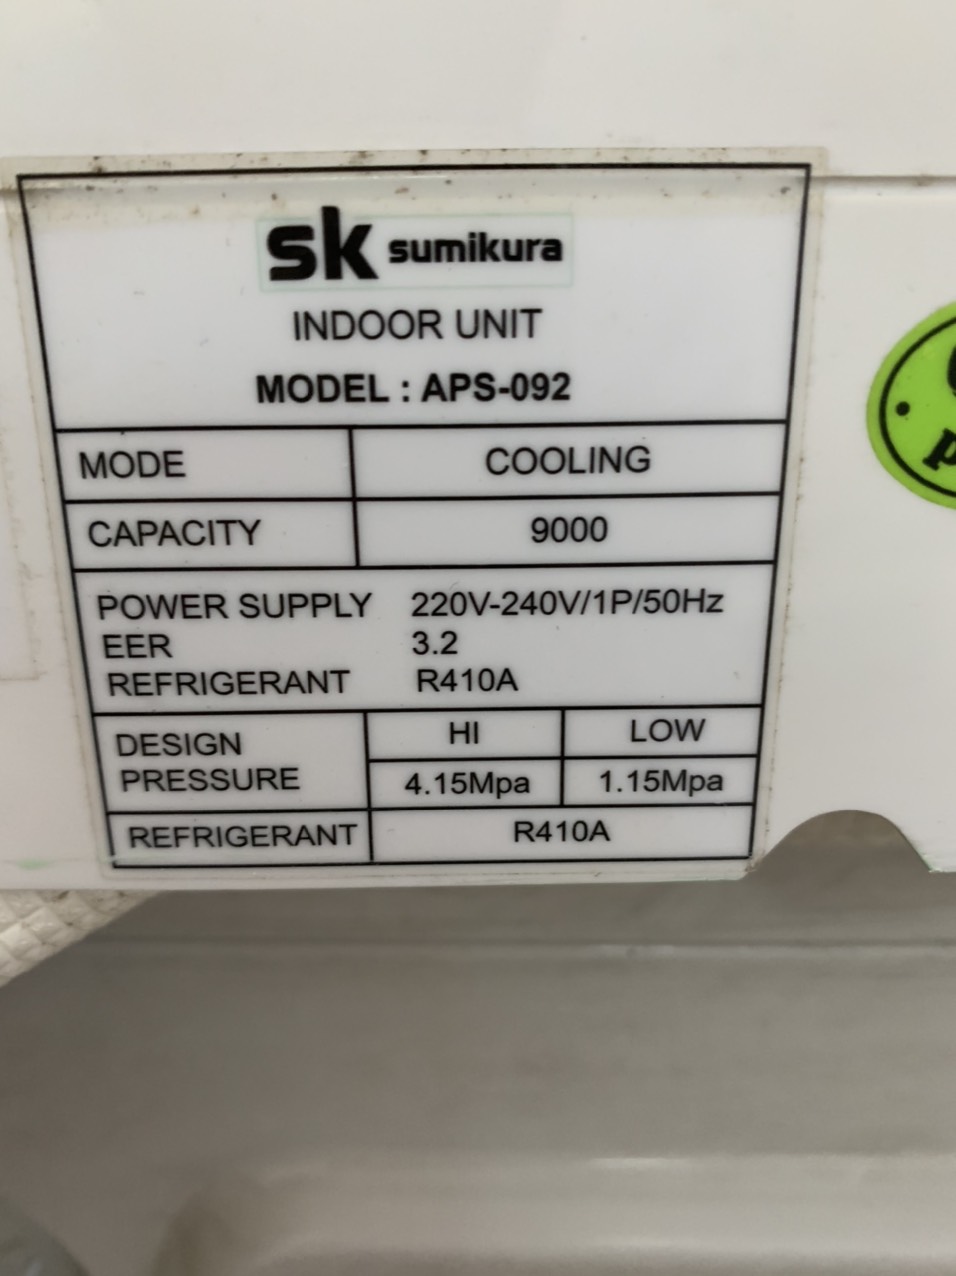 sk sumikura
INDOOR UNIT
MODEL : APS-092
MODE COOLING
CAPACITY 9000
POWER SUPPLY 220V-240V/1P/50Hz
EER 3.2
REFRIGERANT R410A
DESIGN PRESSURE HI LOW
4.15Mpa 1.15Mpa
REFRIGERANT R410A